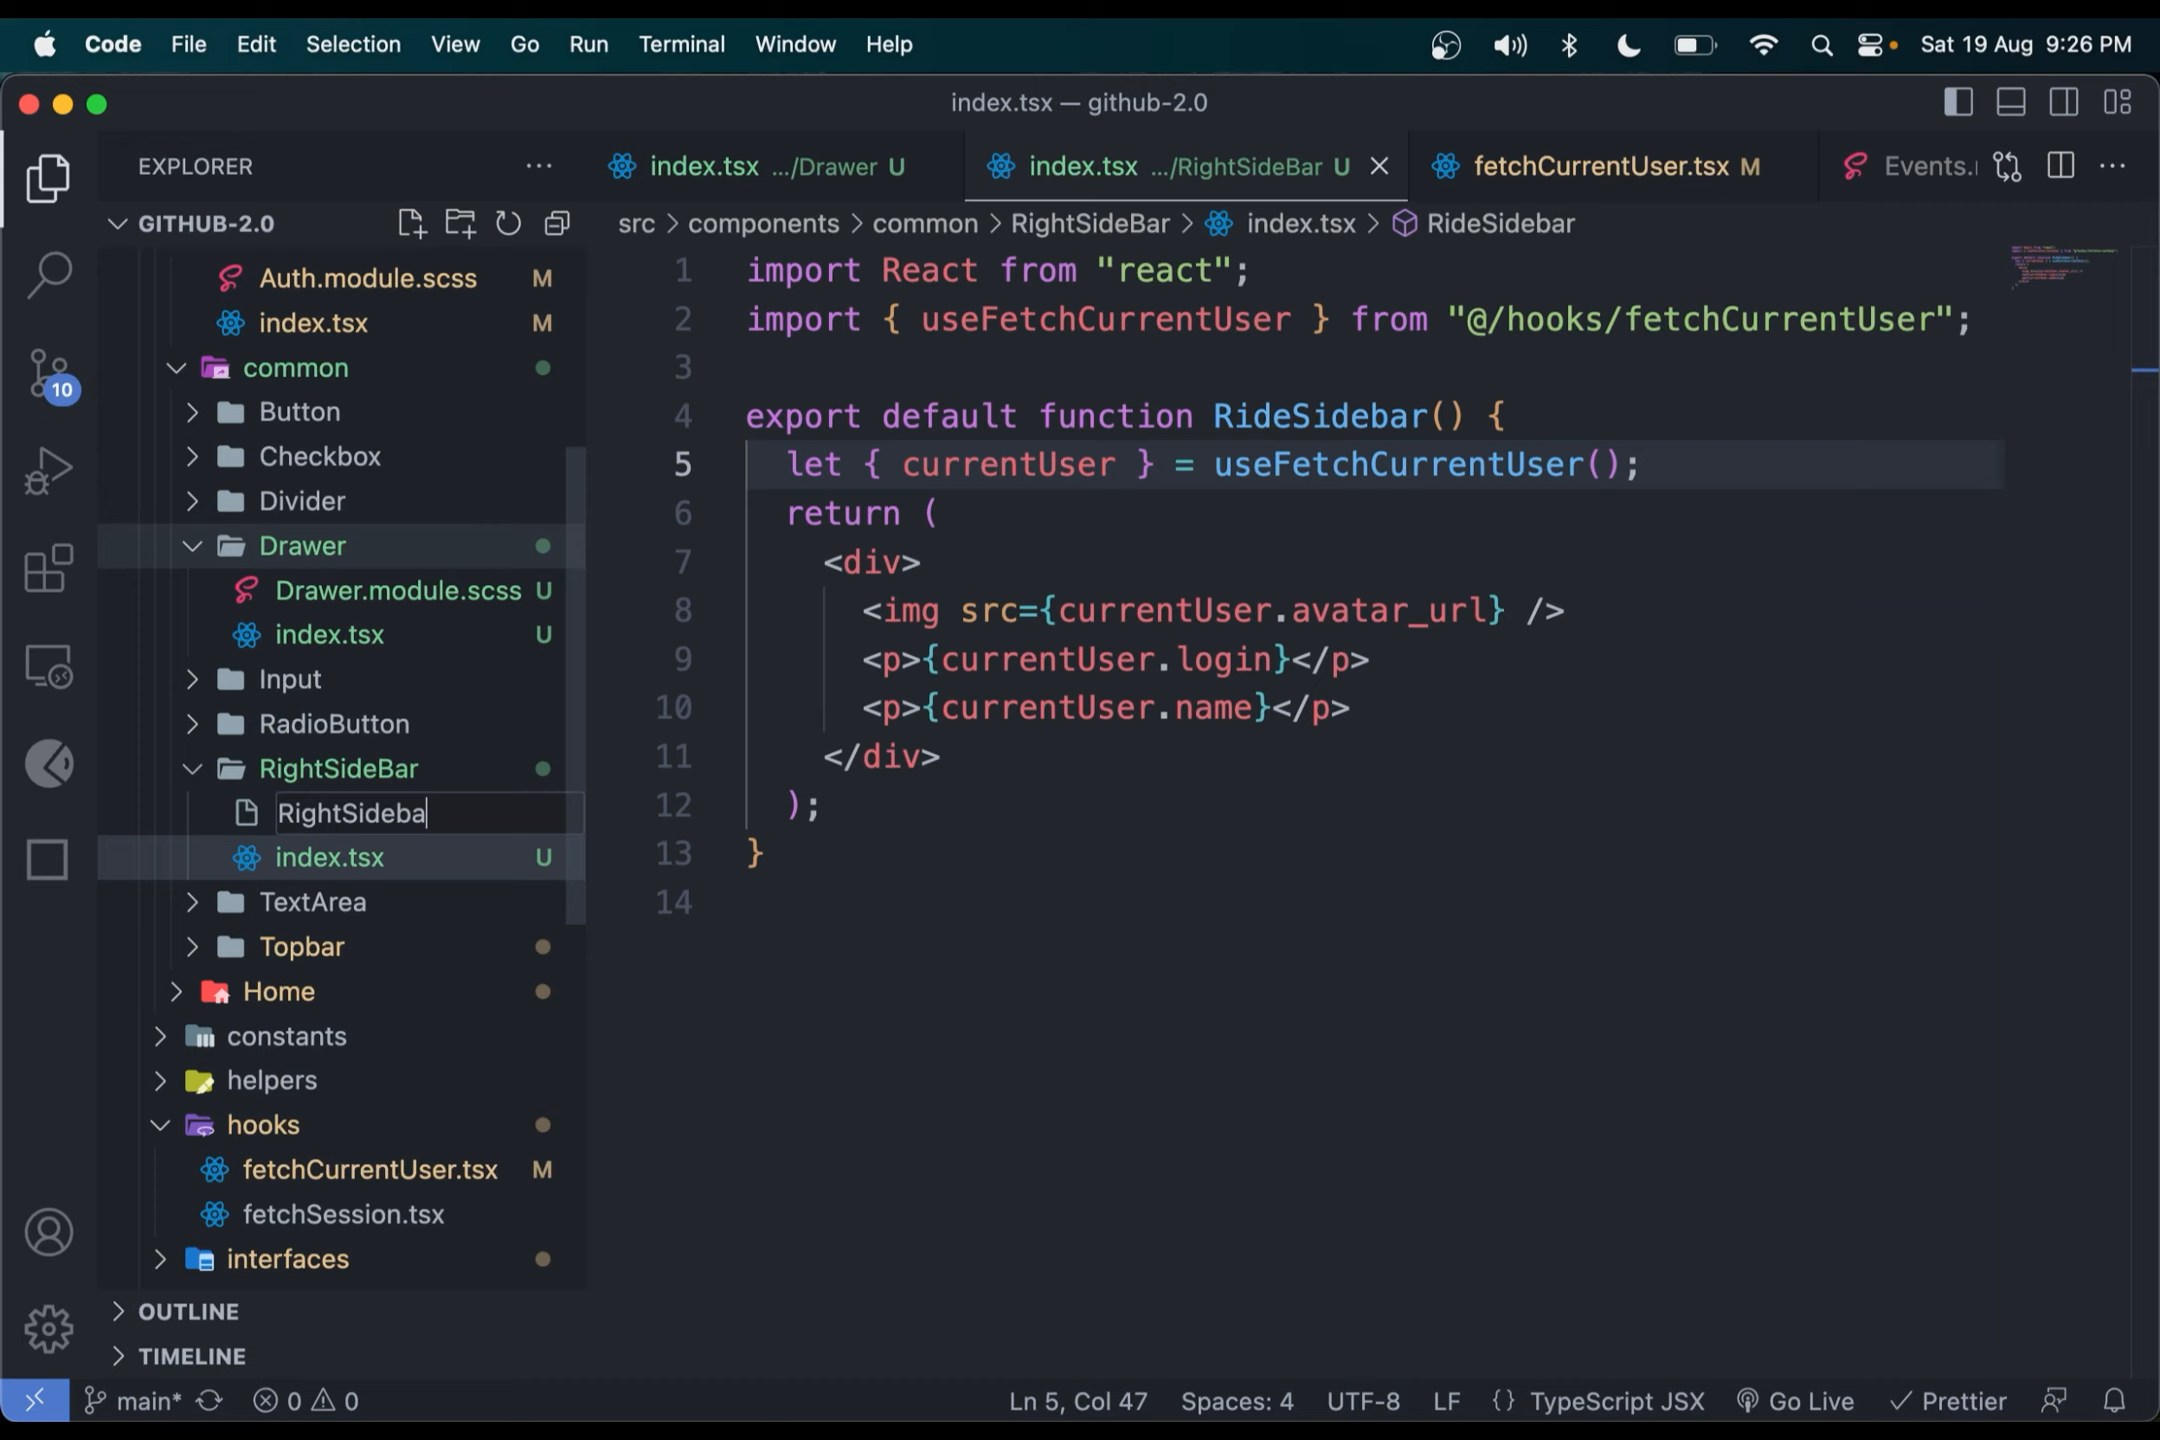 Code File Edit Selection View Go Run Terminal Window Help Sat 19 Aug 9:26 PM
index.tsx — github-2.0
EXPLORER
index.tsx .../Drawer U
index.tsx .../RightSideBar U
fetchCurrentUser.tsx M
Events.
GITHUB-2.0
src > components > common > RightSideBar > index.tsx > RideSidebar
Auth.module.scss M
index.tsx M
common
Button
Checkbox
Divider
Drawer
Drawer.module.scss U
index.tsx U
Input
RadioButton
RightSideBar
RightSideba
index.tsx U
TextArea
Topbar
Home
constants
helpers
hooks
fetchCurrentUser.tsx M
fetchSession.tsx
interfaces
OUTLINE
TIMELINE
10
1 import React from "react";
2 import { useFetchCurrentUser } from "@/hooks/fetchCurrentUser";
3
4 export default function RideSidebar() {
5 let { currentUser } = useFetchCurrentUser();
6 return (
7 <div>
8 <img src={currentUser.avatar_url} />
9 <p>{currentUser.login}</p>
10 <p>{currentUser.name}</p>
11 </div>
12 );
13 }
14
main* 0 0 Ln 5, Col 47 Spaces: 4 UTF-8 LF {} TypeScript JSX Go Live Prettier